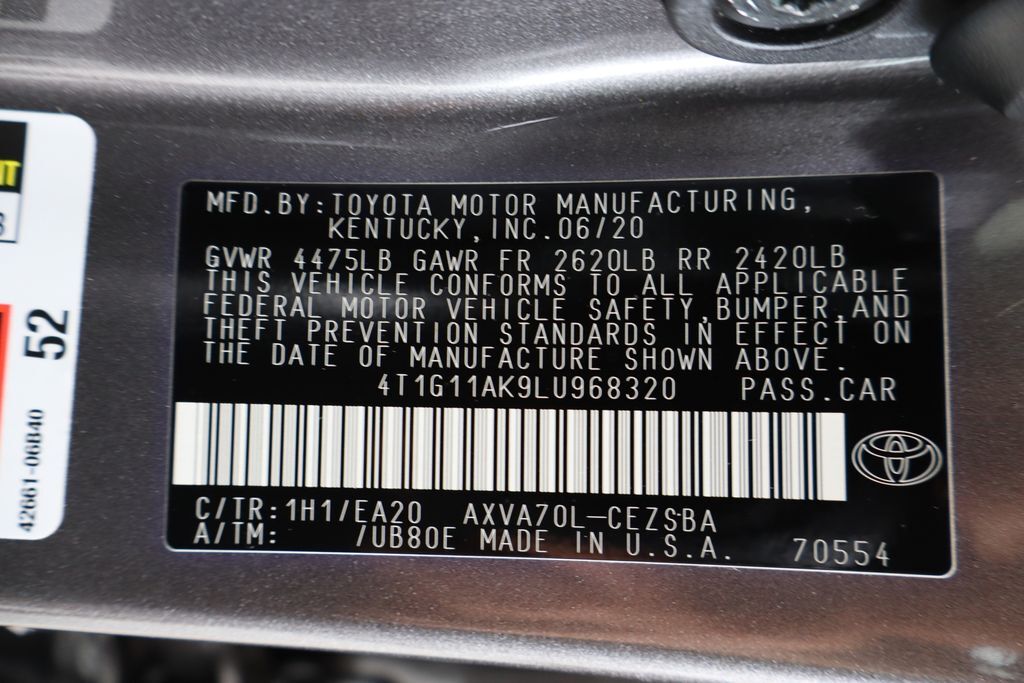 MFD.BY:TOYOTA MOTOR MANUFACTURING,
KENTUCKY,INC.06/20
GVWR 4475LB GAWR FR 2620LB RR 2420LB
THIS VEHICLE CONFORMS TO ALL APPLICABLE
FEDERAL MOTOR VEHICLE SAFETY,BUMPER,AND
THEFT PREVENTION STANDARDS IN EFFECT ON
THE DATE OF MANUFACTURE SHOWN ABOVE.
4T1G11AK9LU968320 PASS.CAR
C/TR:1H1/EA20 AXVA70L-CEZSBA
A/TM: /UB80E MADE IN U.S.A. 70554
52
42661-06B40